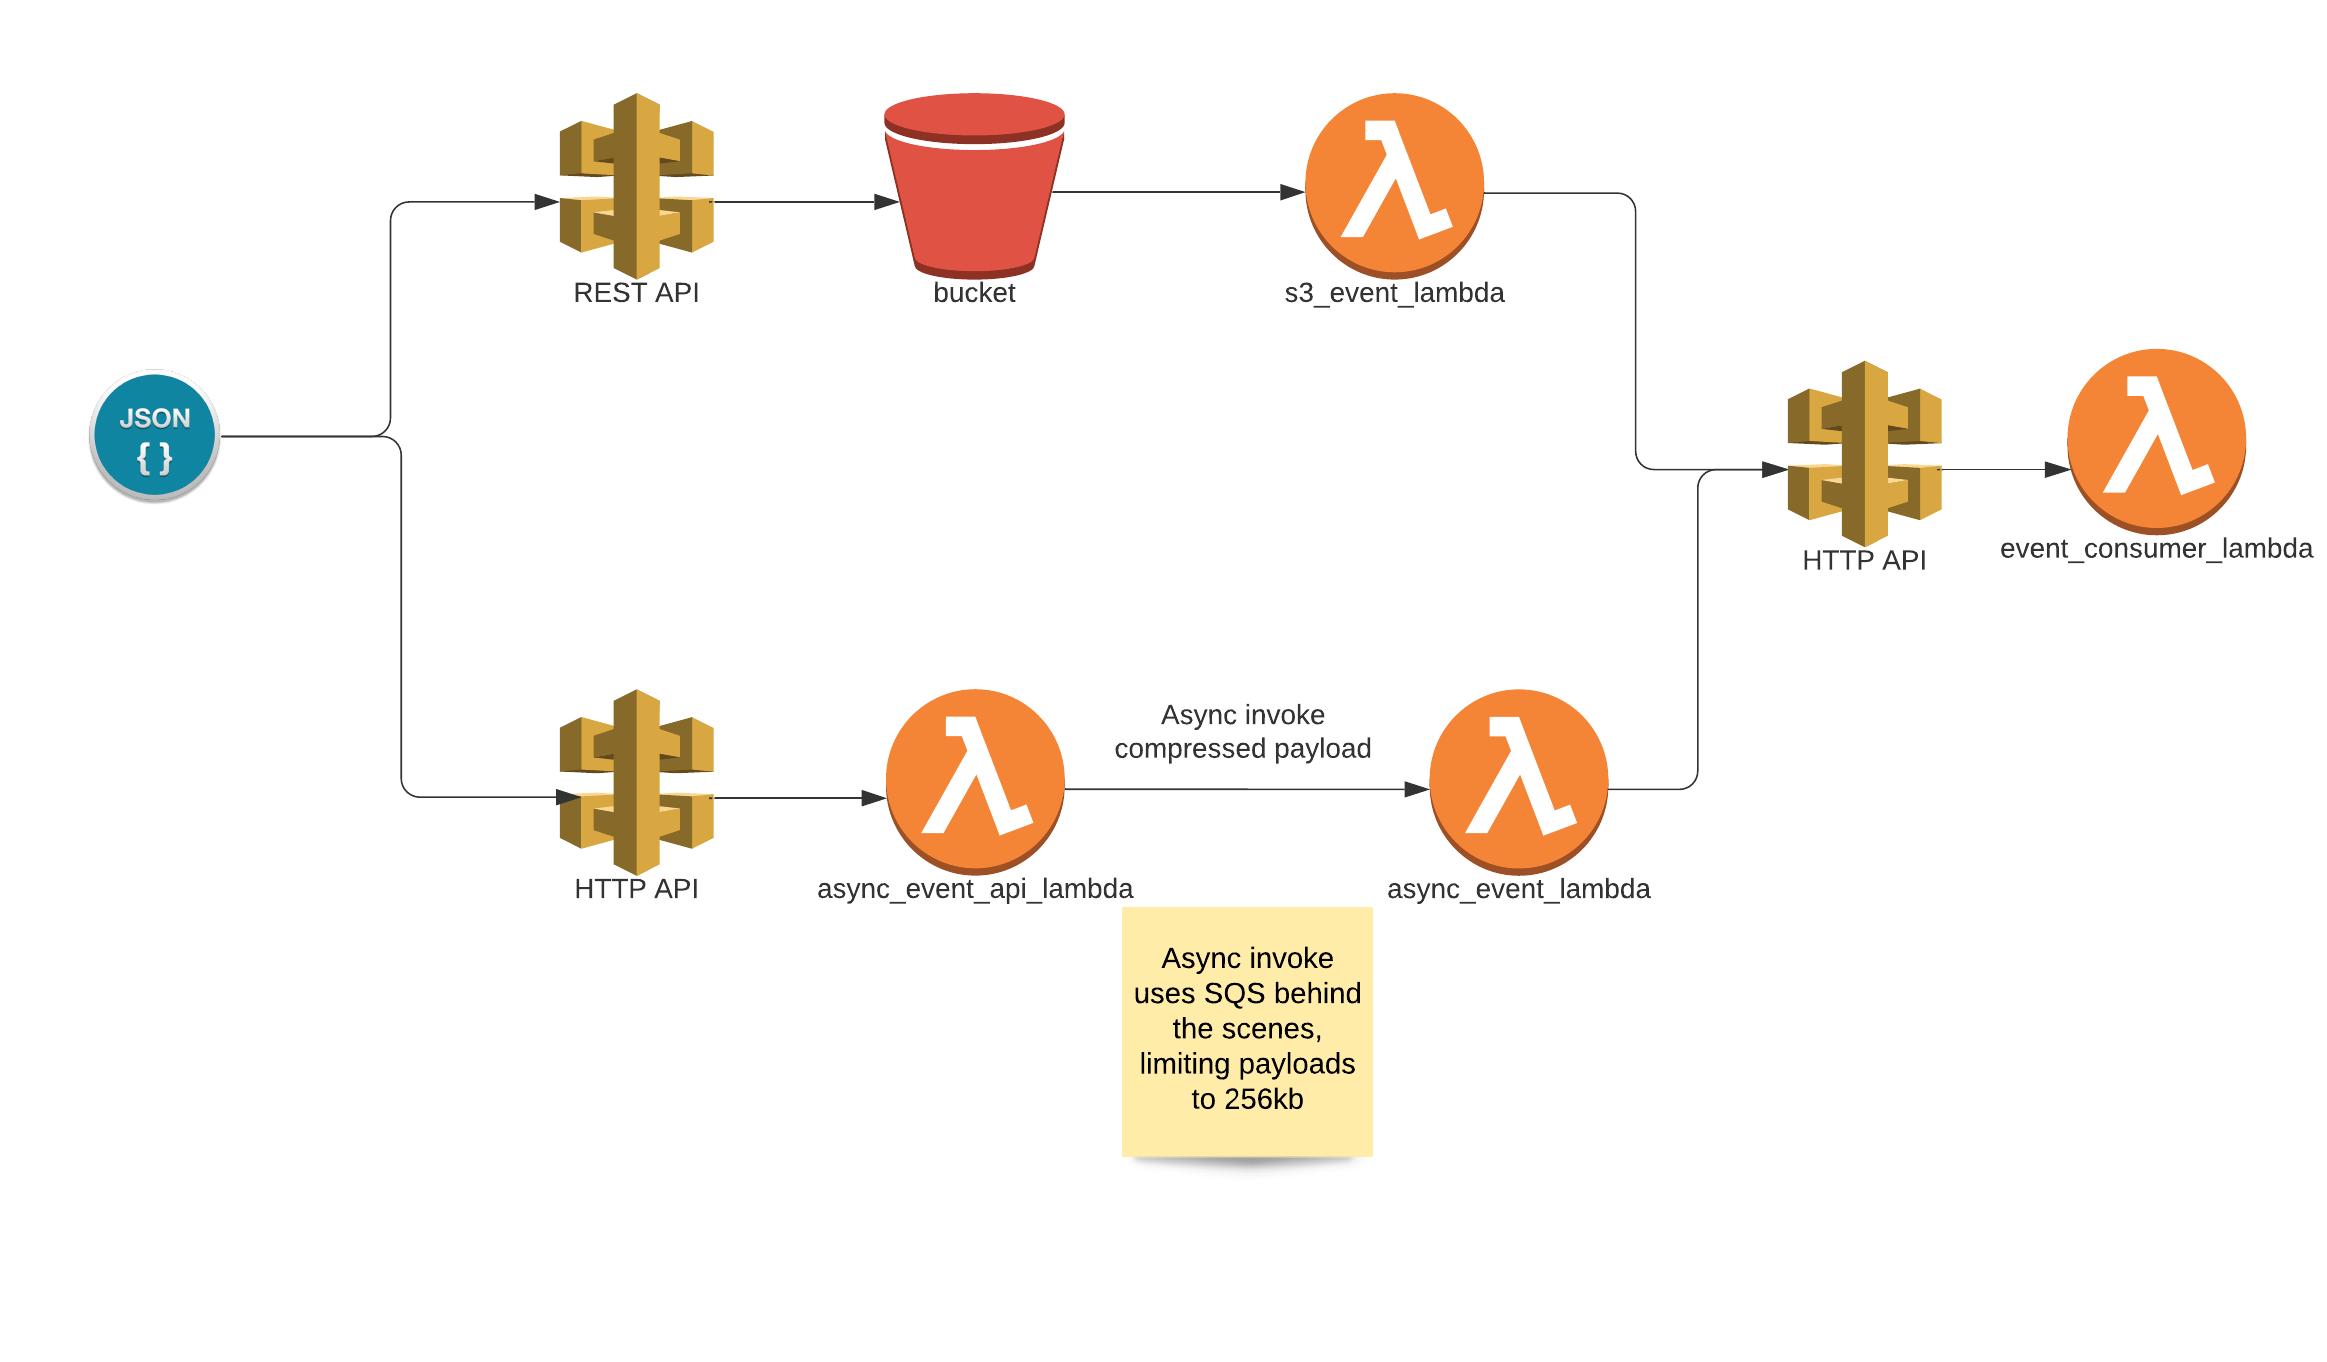 REST API
bucket
s3_event_lambda
JSON
{ }
HTTP API
event_consumer_lambda
Async invoke
compressed payload
HTTP API
async_event_api_lambda
async_event_lambda
Async invoke
uses SQS behind
the scenes,
limiting payloads
to 256kb